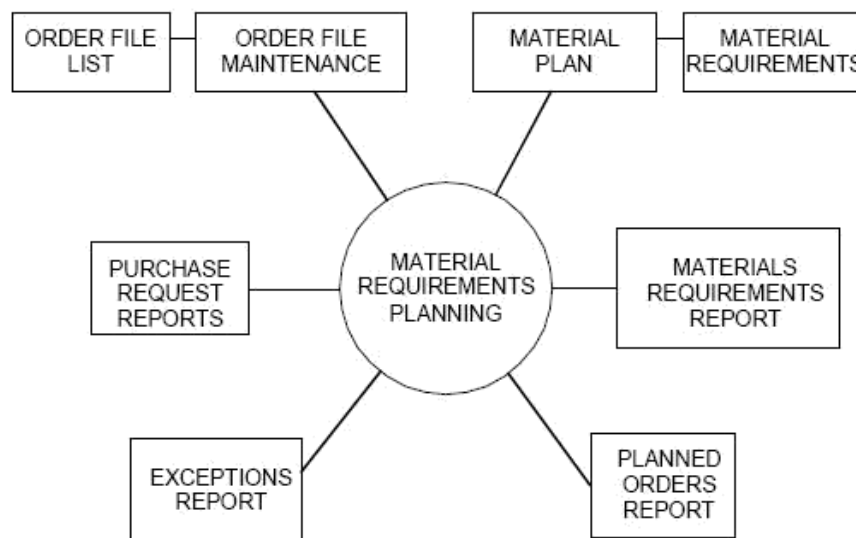 ORDER FILE
LIST
ORDER FILE
MAINTENANCE
MATERIAL
PLAN
MATERIAL
REQUIREMENTS
PURCHASE
REQUEST
REPORTS
MATERIAL
REQUIREMENTS
PLANNING
MATERIALS
REQUIREMENTS
REPORT
EXCEPTIONS
REPORT
PLANNED
ORDERS
REPORT